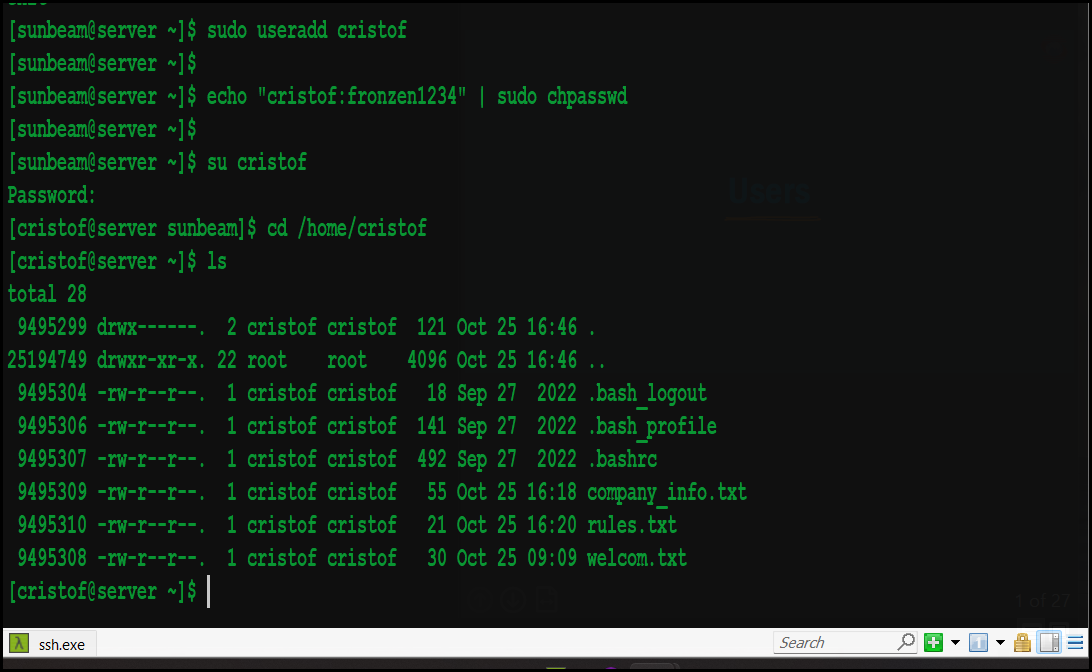 [sunbeam@server ~]$ sudo useradd cristof
[sunbeam@server ~]$
[sunbeam@server ~]$ echo "cristof:fronzen1234" | sudo chpasswd
[sunbeam@server ~]$
[sunbeam@server ~]$ su cristof
Password:
[cristof@server sunbeam]$ cd /home/cristof
[cristof@server ~]$ ls
total 28
9495299 drwx------. 2 cristof cristof 121 Oct 25 16:46 .
25194749 drwxr-xr-x. 22 root root 4096 Oct 25 16:46 ..
9495304 -rw-r--r--. 1 cristof cristof 18 Sep 27 2022 .bash_logout
9495306 -rw-r--r--. 1 cristof cristof 141 Sep 27 2022 .bash_profile
9495307 -rw-r--r--. 1 cristof cristof 492 Sep 27 2022 .bashrc
9495309 -rw-r--r--. 1 cristof cristof 55 Oct 25 16:18 company_info.txt
9495310 -rw-r--r--. 1 cristof cristof 21 Oct 25 16:20 rules.txt
9495308 -rw-r--r--. 1 cristof cristof 30 Oct 25 09:09 welcom.txt
[cristof@server ~]$
Users
1 of 27
ssh.exe
Search